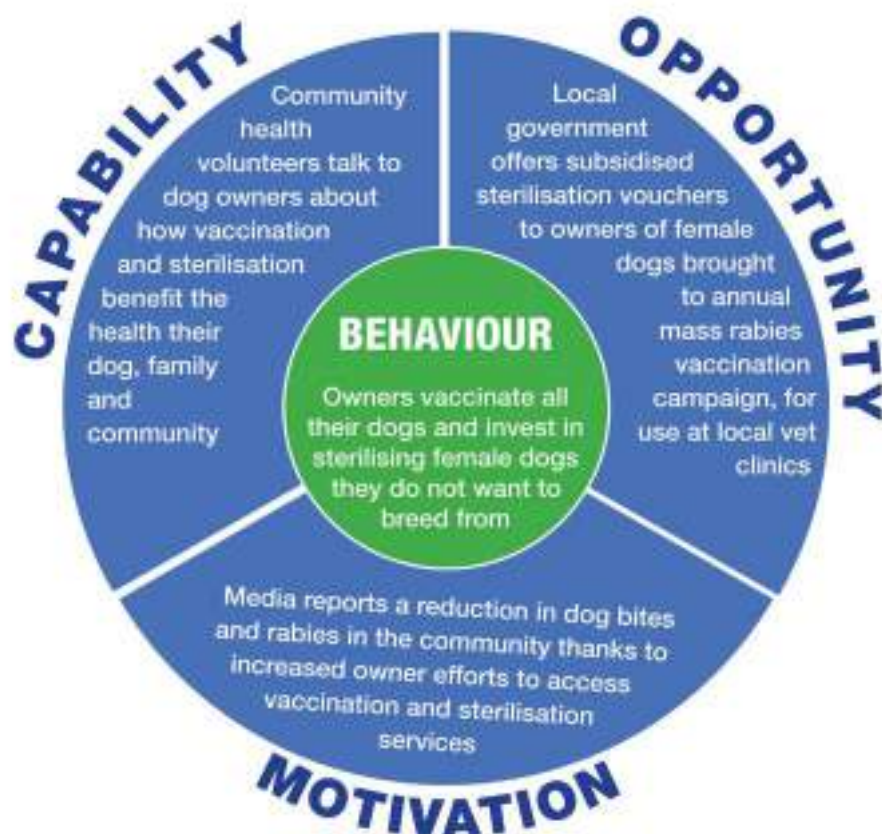 CAPABILITY
Community
health
volunteers talk to
dog owners about
how vaccination
and sterilisation
benefit the
health their
dog, family
and
community
OPPORTUNITY
Local
government
offers subsidised
sterilisation vouchers
to owners of female
dogs brought
to annual
mass rabies
vaccination
campaign, for
use at local vet
clinics
BEHAVIOUR
Owners vaccinate all
their dogs and invest in
sterilising female dogs
they do not want to
breed from
Media reports a reduction in dog bites
and rabies in the community thanks to
increased owner efforts to access
vaccination and sterilisation
services
MOTIVATION